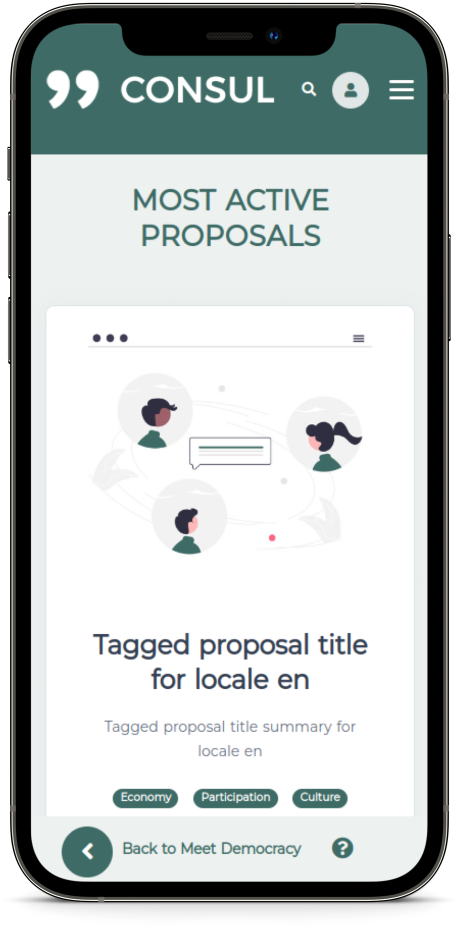 CONSUL
MOST ACTIVE
PROPOSALS
Tagged proposal title
for locale en
Tagged proposal title summary for
locale en
Economy Participation Culture
Back to Meet Democracy ?